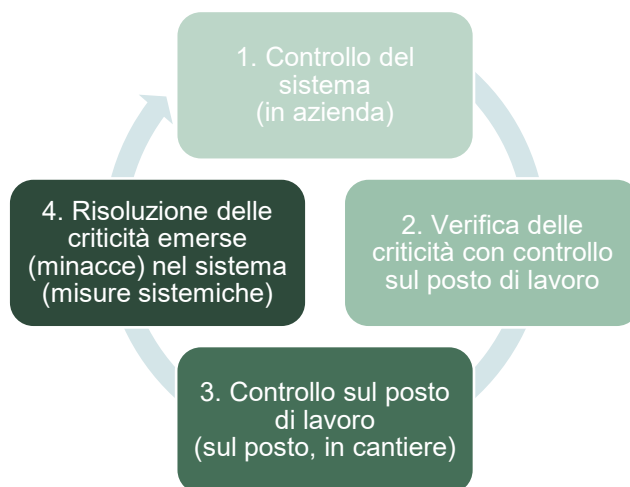 1. Controllo del
sistema
(in azienda)
2. Verifica delle
criticità con controllo
sul posto di lavoro
3. Controllo sul posto
di lavoro
(sul posto, in cantiere)
4. Risoluzione delle
criticità emerse
(minacce) nel sistema
(misure sistemiche)